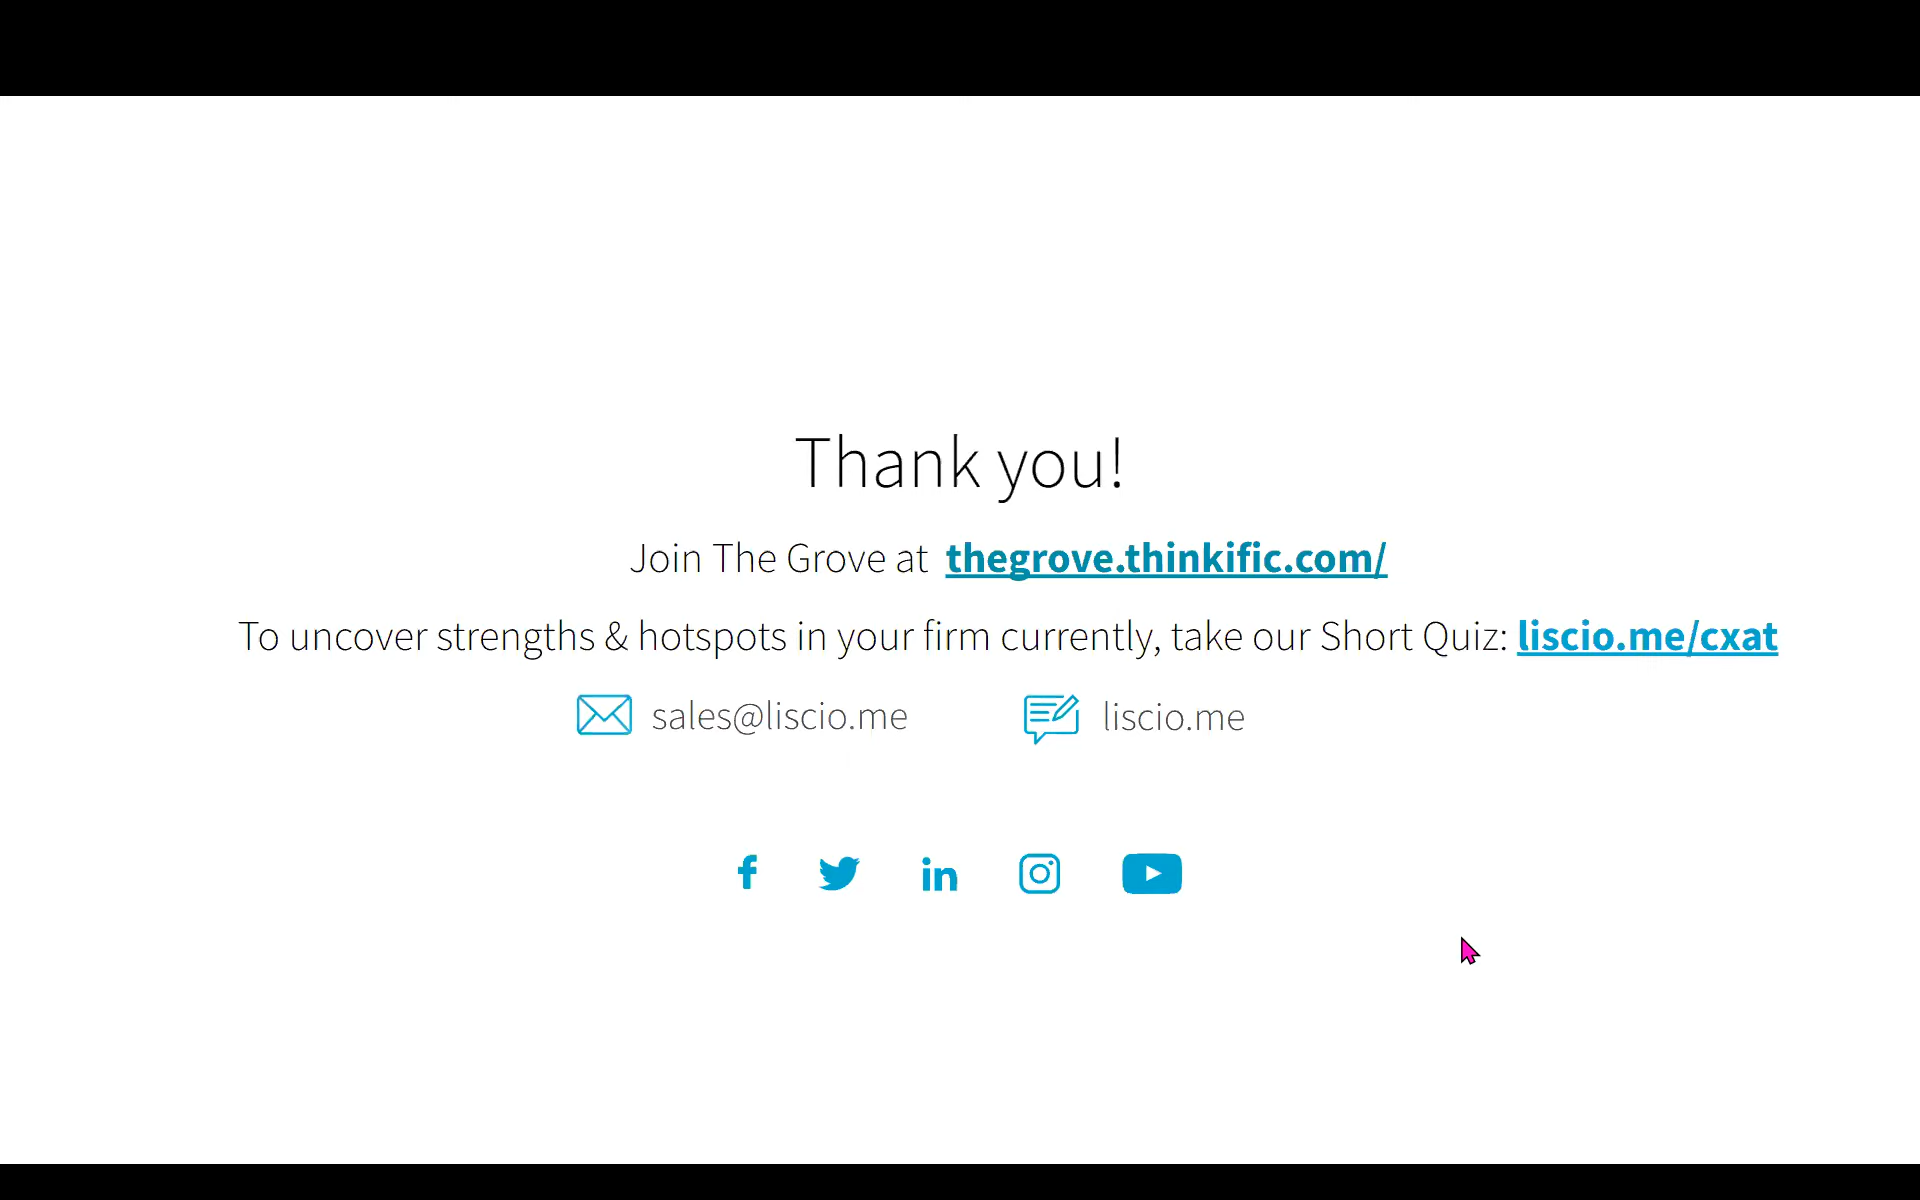 Thank you!
Join The Grove at thegrove.thinkific.com/
To uncover strengths & hotspots in your firm currently, take our Short Quiz: liscio.me/cxat
sales@liscio.me liscio.me